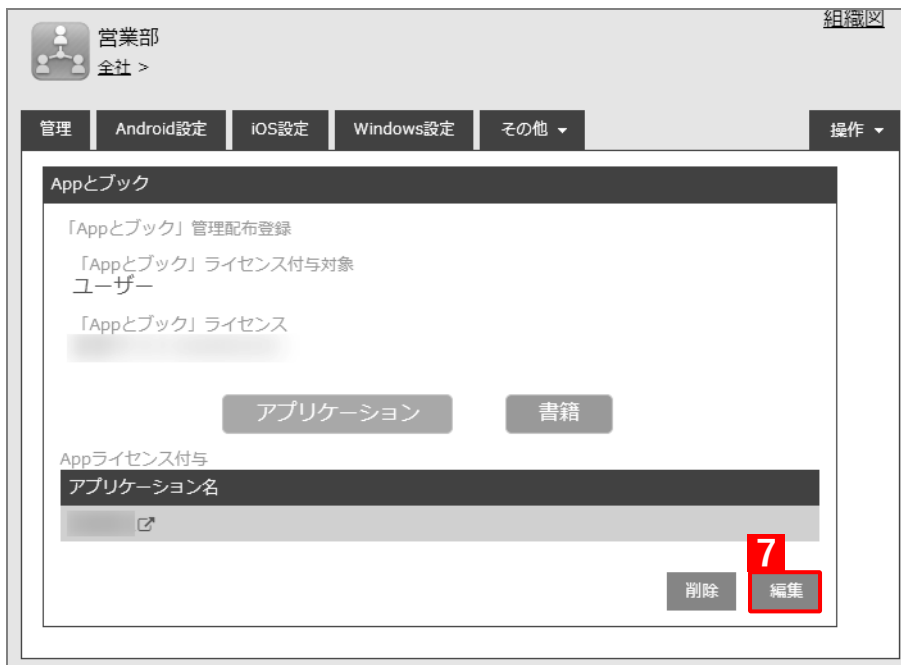 組織図
営業部
全社 >
管理 Android設定 iOS設定 Windows設定 その他 ▼ 操作 ▼
Appとブック
「Appとブック」管理配布登録
「Appとブック」ライセンス付与対象
ユーザー
「Appとブック」ライセンス
アプリケーション 書籍
Appライセンス付与
アプリケーション名
7
削除 編集